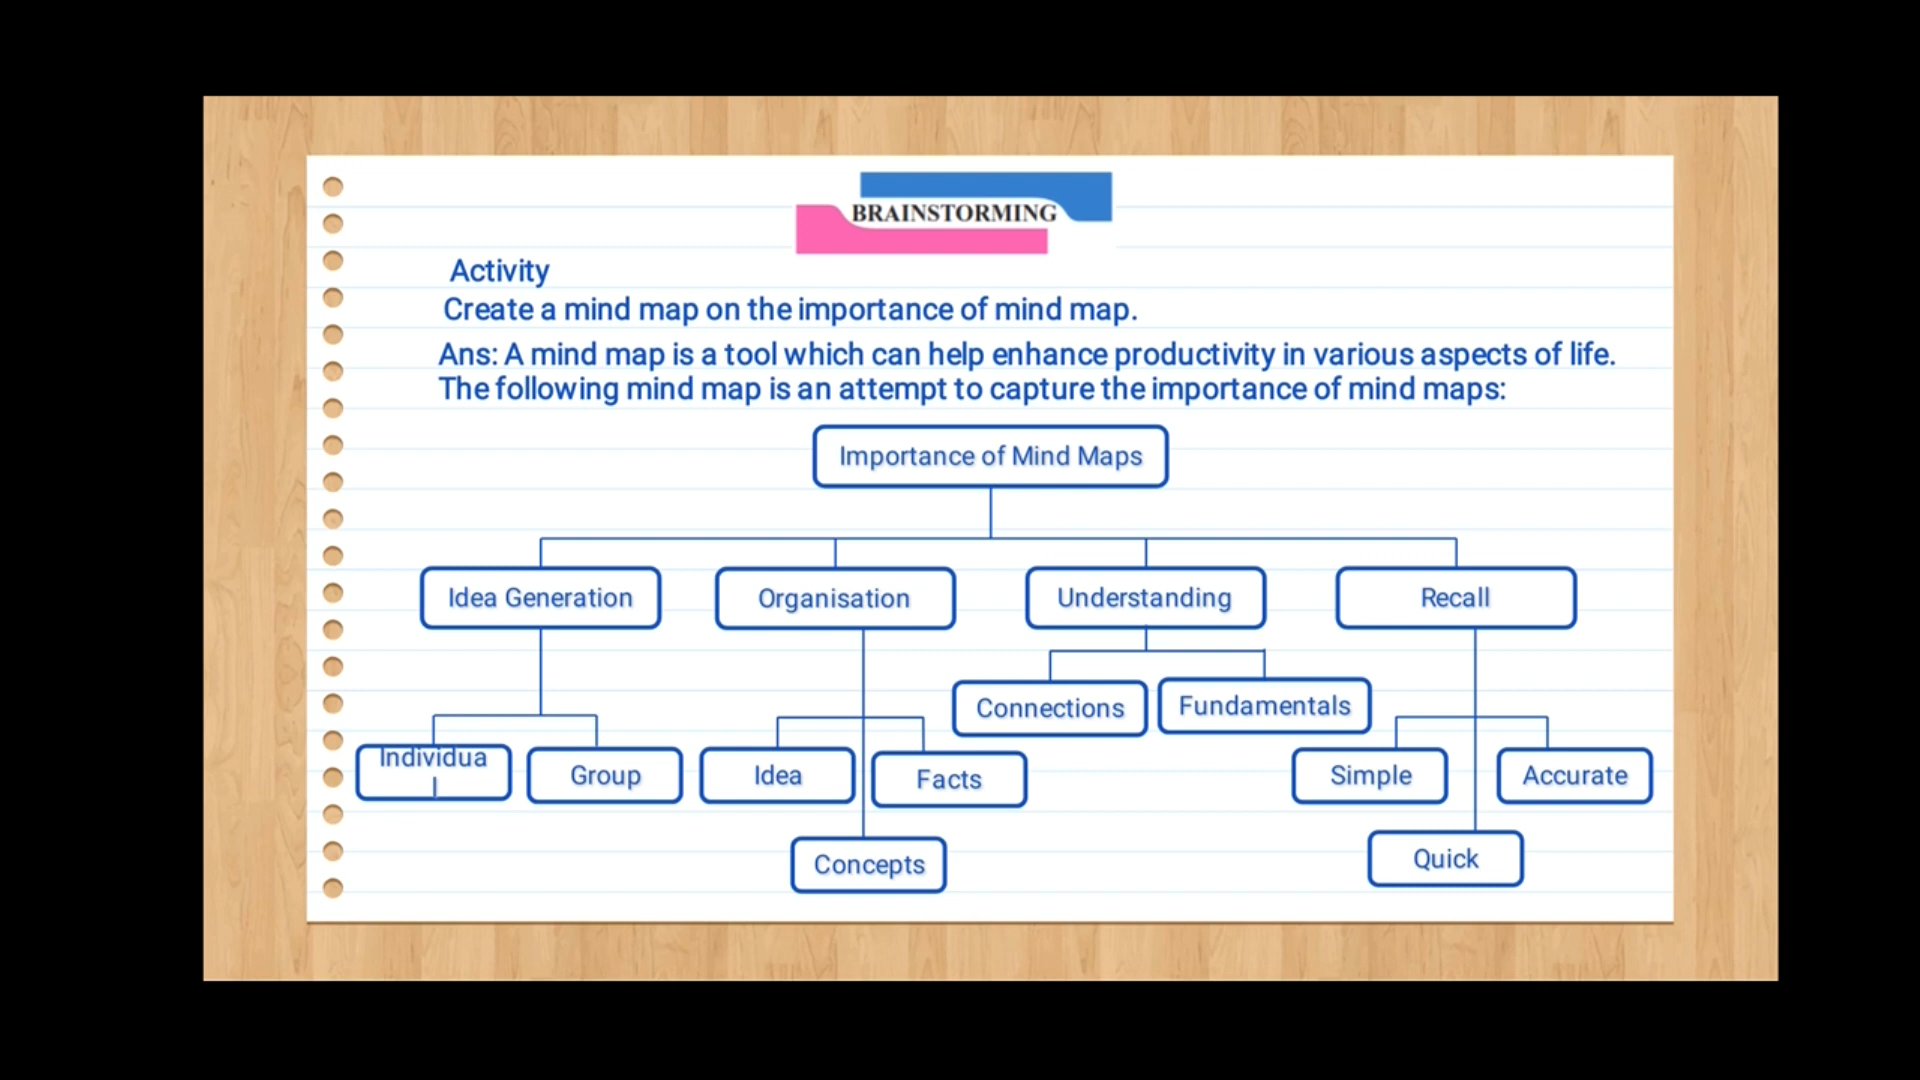 BRAINSTORMING
Activity
Create a mind map on the importance of mind map.
Ans: A mind map is a tool which can help enhance productivity in various aspects of life.
The following mind map is an attempt to capture the importance of mind maps:
Importance of Mind Maps
Idea Generation
Organisation
Understanding
Recall
Connections
Fundamentals
Individua
l
Group
Idea
Facts
Simple
Accurate
Concepts
Quick